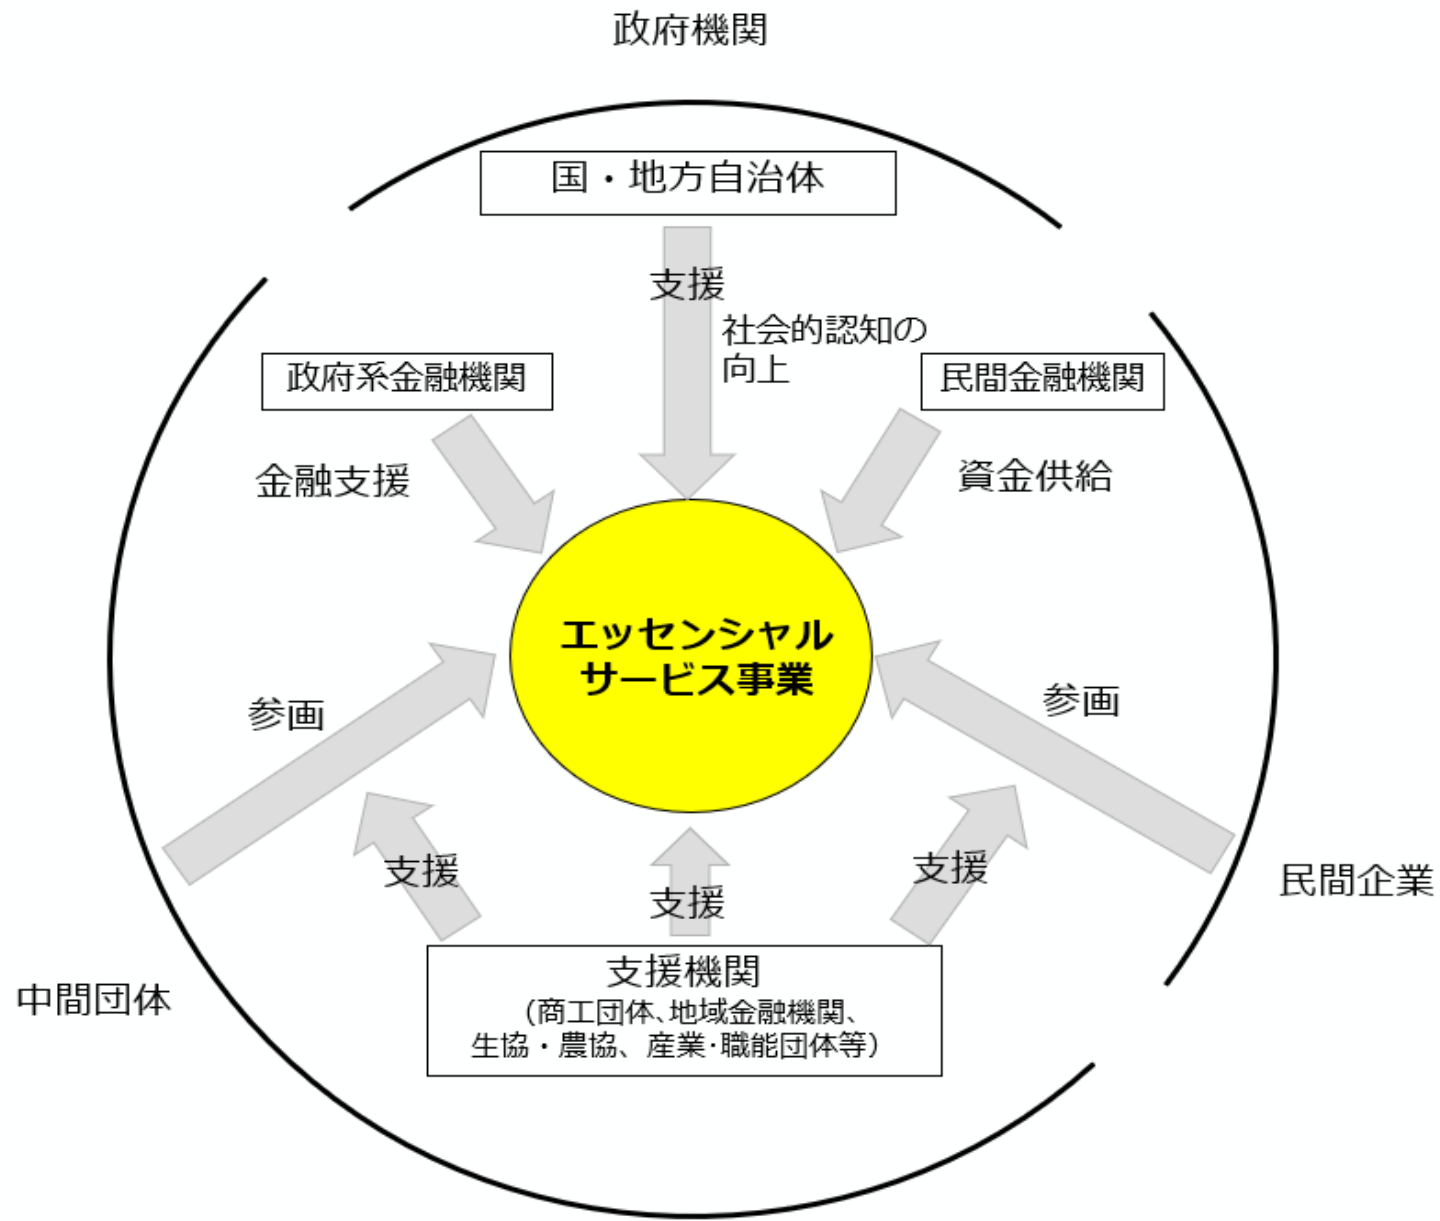 政府機関
国・地方自治体
支援
社会的認知の
向上
政府系金融機関
民間金融機関
金融支援
資金供給
エッセンシャル
サービス事業
参画
参画
支援
支援
支援
民間企業
中間団体
支援機関
(商工団体､地域金融機関、
生協・農協、産業･職能団体等)